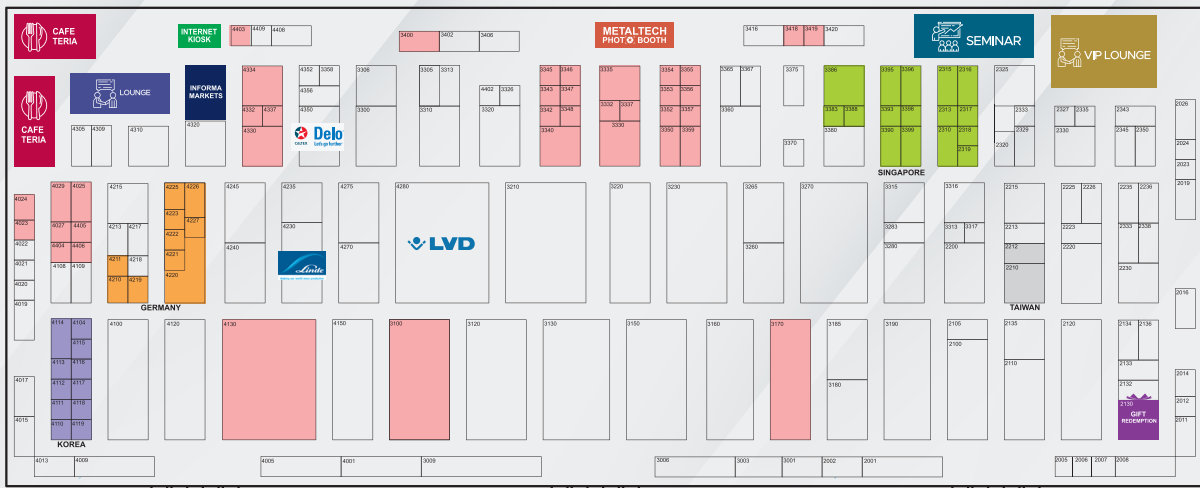 CAFE
TERIA
INTERNET
KIOSK
4403 4409 4408
3400 3402 3406
METALTECH
PHOTO BOOTH
3416 3418 3419 3420
SEMINAR
VIP LOUNGE
CAFE
TERIA
LOUNGE
INFORMA
MARKETS
4334 4352 4358 3306 3305 3313 3345 3346 3335 3354 3355 3365 3367 3375 3386 3395 3396 2315 2316 2325
4356 4402 3326 3343 3347 3353 3356
4332 4337 4350 3300 3310 3320 3342 3348 3332 3337 3352 3357 3360 3383 3388 3393 3398 2313 2317 2333 2327 2335 2343 2026
4305 4309 4310 4320 4330 3340 3330 3350 3359 3380 3390 3399 2310 2318 2329 2330 2345 2350
CALTEX Delo
Let's go further
3370 2319 2320 2024
SINGAPORE
2023
4024 4029 4025 4215 4225 4226 4245 4235 4275 4280 3210 3220 3230 3265 3270 3315 3316 2215 2225 2226 2235 2236 2019
4223 4227
4023 4027 4405 4213 4217 4222 4230 3283 3313 3317 2213 2223 2333 2338
4022 4404 4406 4221 4240 4270 LVD 3260 3280 2200 2212 2220
4021 4108 4109 4211 4218 Linde 2210 2230
4020 4210 4219 4220
4019 2016
GERMANY
TAIWAN
4114 4104 4100 4120 4130 4150 3100 3120 3130 3150 3160 3170 3185 3190 2105 2135 2120 2134 2136
4115 2100
4113 4116 2110 2133
4017 4112 4117 3180 2132 2014
4111 4118 2130 2012
4015 4110 4119 GIFT
REDEMPTION 2011
KOREA
4013 4009 4005 4001 3009 3006 3003 3001 2002 2001 2005 2006 2007 2008